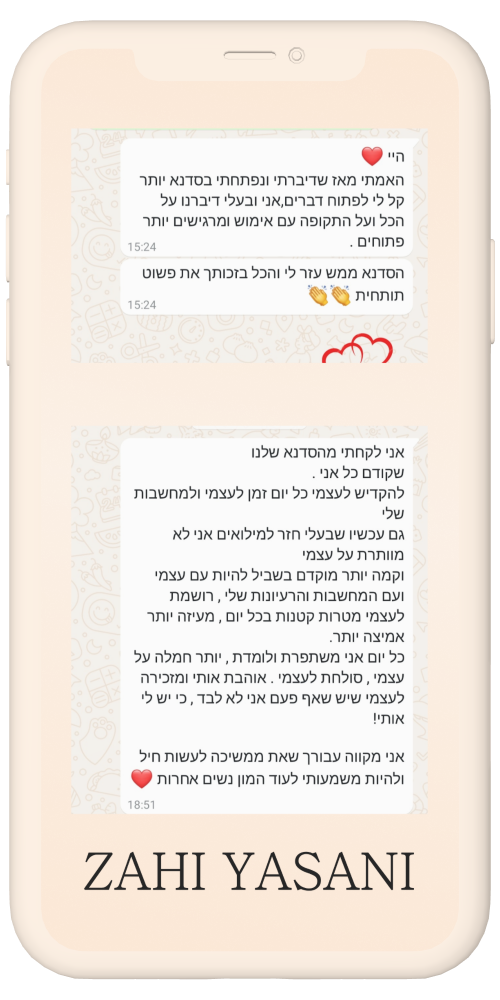 היי ❤️
האמתי מאז שדיברתי ונפתחתי בסדנא יותר
קל לי לפתוח דברים,אני ובעלי דיברנו על
הכל ועל התקופה עם אימוש ומרגישים יותר
פתוחים .
15:24
הסדנא ממש עזר לי והכל בזכותך את פשוט
תותחית 👏👏
15:24
אני לקחתי מהסדנא שלנו
שקודם כל אני .
להקדיש לעצמי כל יום זמן לעצמי ולמחשבות
שלי
גם עכשיו שבעלי חזר למילואים אני לא
מוותרת על עצמי
וקמה יותר מוקדם בשביל להיות עם עצמי
ועם המחשבות והרעיונות שלי , רושמת
לעצמי מטרות קטנות בכל יום , מעיזה יותר
אמיצה יותר.
כל יום אני משתפרת ולומדת , יותר חמלה על
עצמי , סולחת לעצמי . אוהבת אותי ומזכירה
לעצמי שיש שאף פעם אני לא לבד , כי יש לי
אותי!
אני מקווה עבורך שאת ממשיכה לעשות חיל
ולהיות משמעותי לעוד המון נשים אחרות ❤️
18:51
ZAHI YASANI